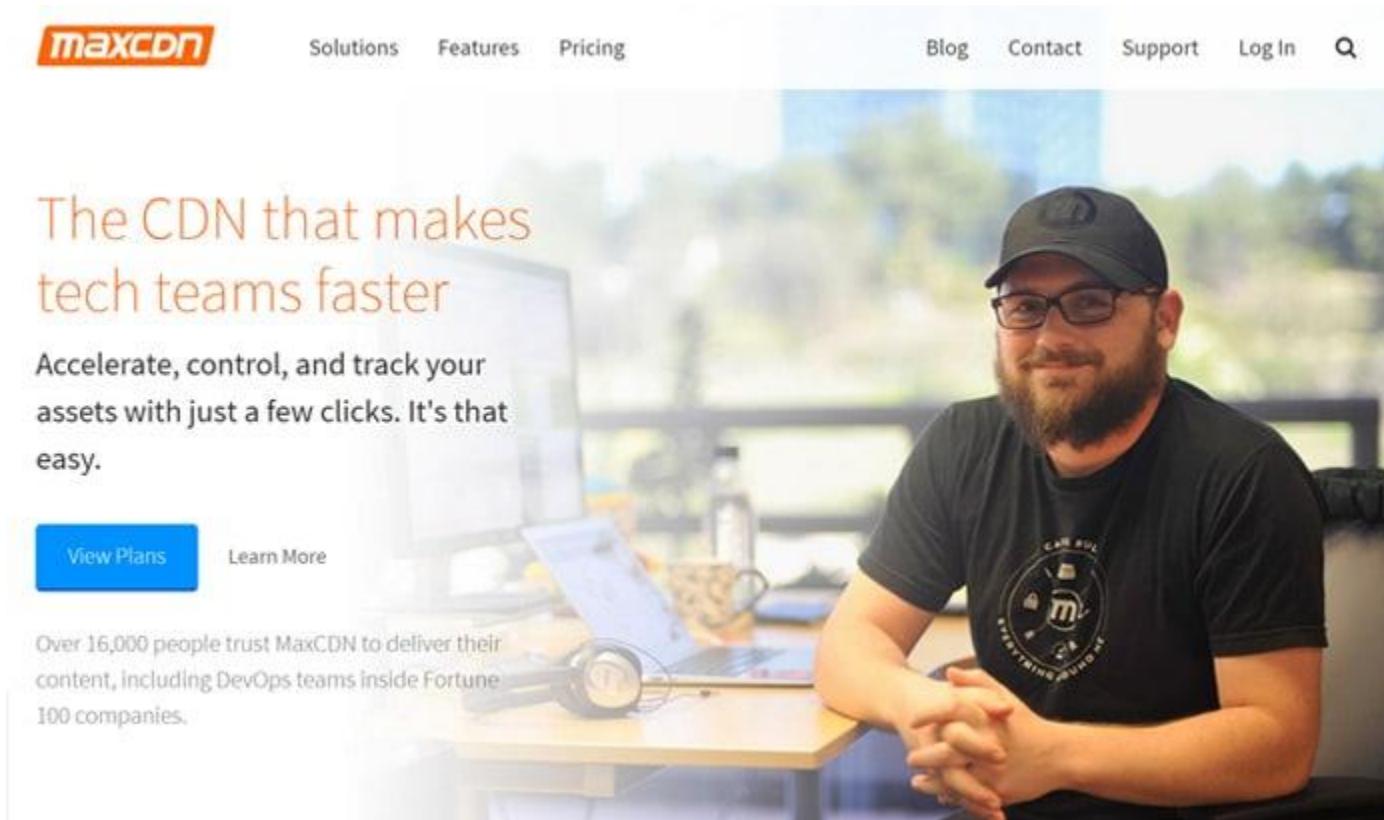 maxcdn
Solutions Features Pricing
Blog Contact Support Log In
The CDN that makes
tech teams faster
Accelerate, control, and track your
assets with just a few clicks. It's that
easy.
View Plans Learn More
Over 16,000 people trust MaxCDN to deliver their
content, including DevOps teams inside Fortune
100 companies.
m